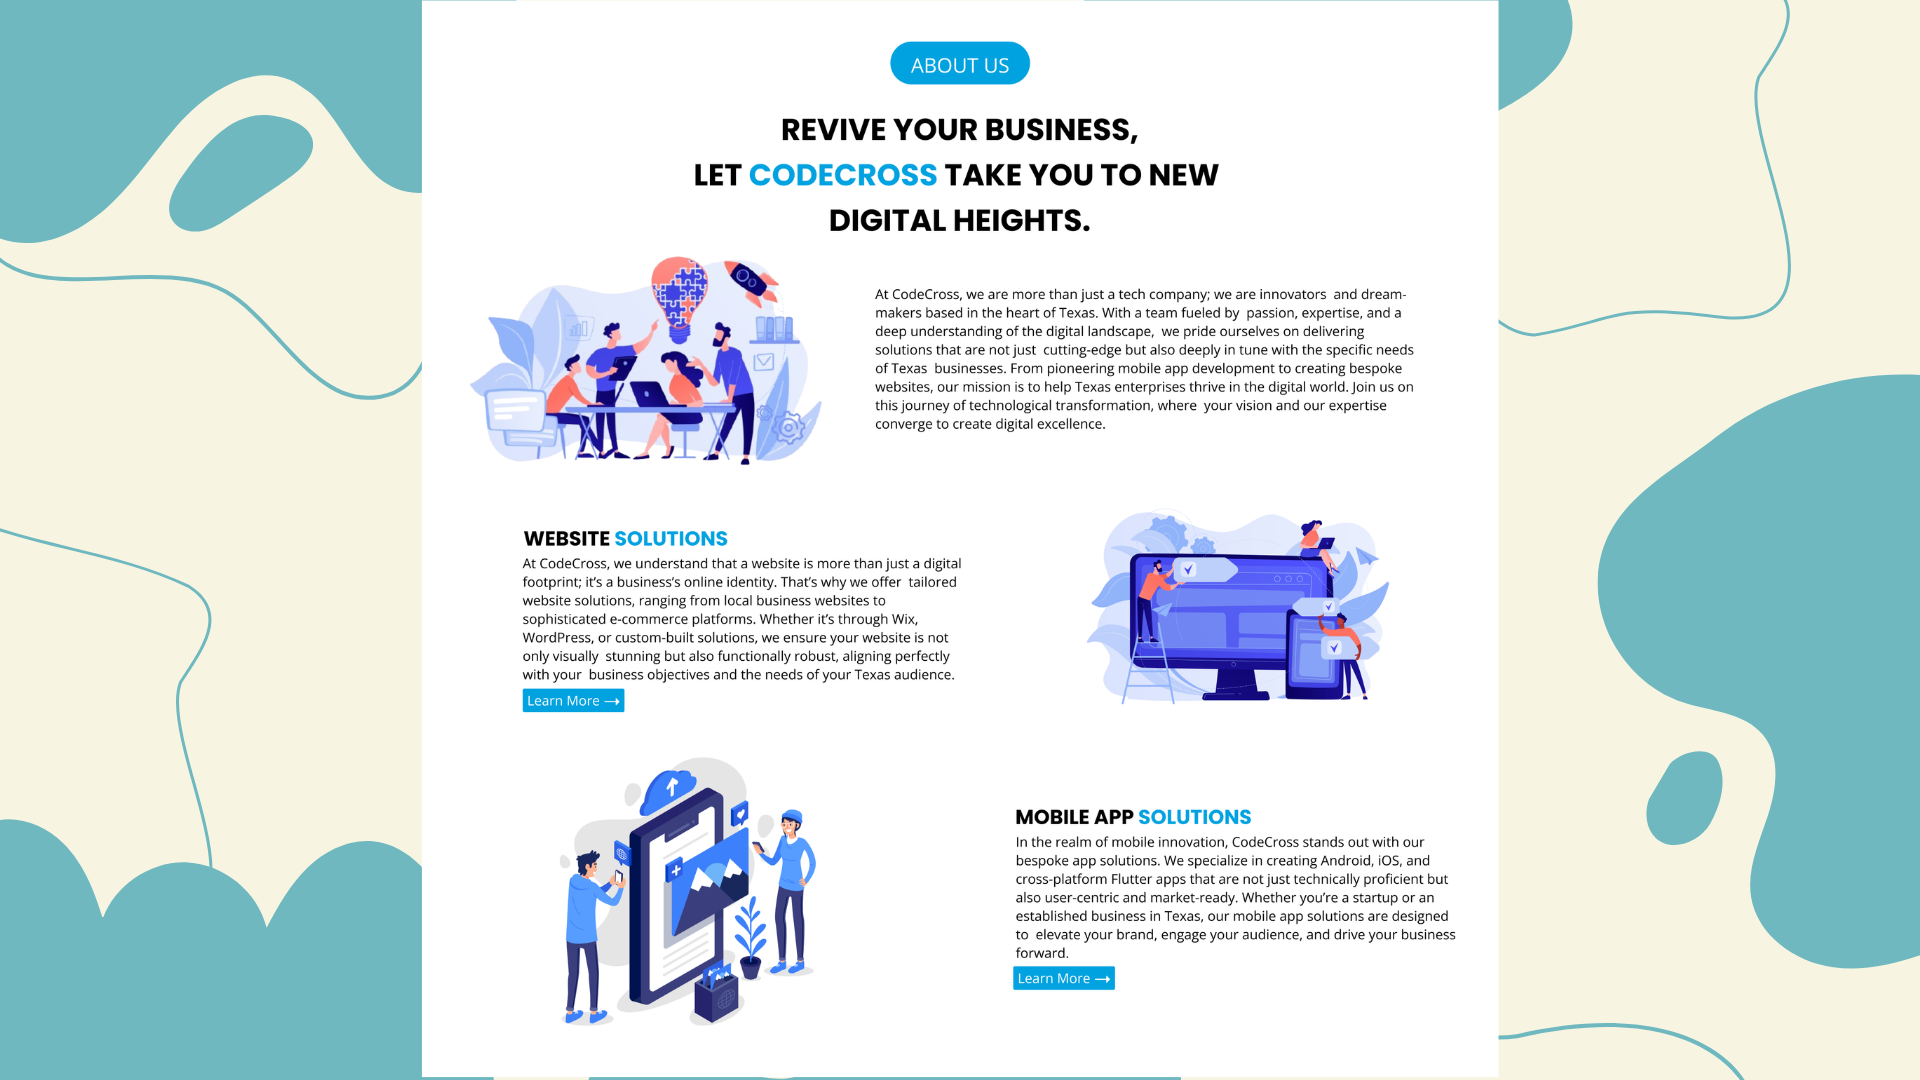 ABOUT US
REVIVE YOUR BUSINESS,
LET CODECROSS TAKE YOU TO NEW
DIGITAL HEIGHTS.
At CodeCross, we are more than just a tech company; we are innovators and dream-
makers based in the heart of Texas. With a team fueled by passion, expertise, and a
deep understanding of the digital landscape, we pride ourselves on delivering
solutions that are not just cutting-edge but also deeply in tune with the specific needs
of Texas businesses. From pioneering mobile app development to creating bespoke
websites, our mission is to help Texas enterprises thrive in the digital world. Join us on
this journey of technological transformation, where your vision and our expertise
converge to create digital excellence.
WEBSITE SOLUTIONS
At CodeCross, we understand that a website is more than just a digital
footprint; it’s a business’s online identity. That’s why we offer tailored
website solutions, ranging from local business websites to
sophisticated e-commerce platforms. Whether it’s through Wix,
WordPress, or custom-built solutions, we ensure your website is not
only visually stunning but also functionally robust, aligning perfectly
with your business objectives and the needs of your Texas audience.
Learn More →
MOBILE APP SOLUTIONS
In the realm of mobile innovation, CodeCross stands out with our
bespoke app solutions. We specialize in creating Android, iOS, and
cross-platform Flutter apps that are not just technically proficient but
also user-centric and market-ready. Whether you’re a startup or an
established business in Texas, our mobile app solutions are designed
to elevate your brand, engage your audience, and drive your business
forward.
Learn More →